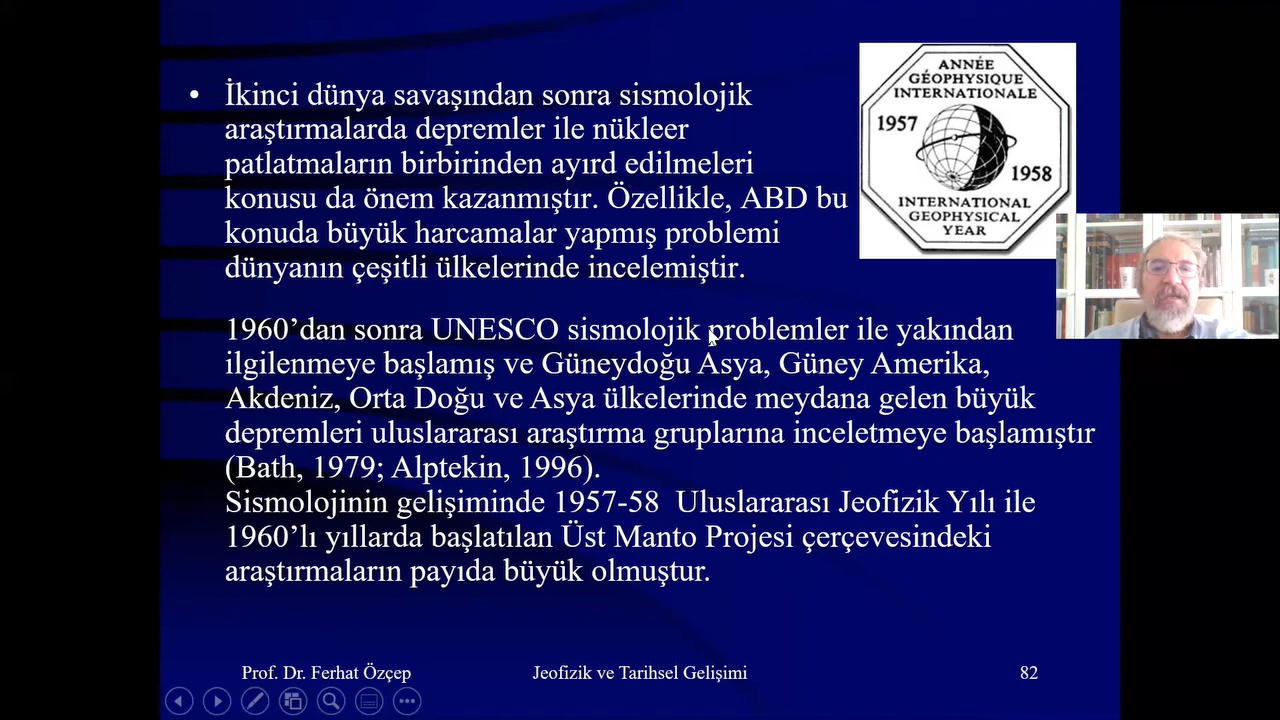 • İkinci dünya savaşından sonra sismolojik
araştırmalarda depremler ile nükleer
patlatmaların birbirinden ayırd edilmeleri
konusu da önem kazanmıştır. Özellikle, ABD bu
konuda büyük harcamalar yapmış problemi
dünyanın çeşitli ülkelerinde incelemiştir.
ANNÉE
GÉOPHYSIQUE
INTERNATIONALE
1957
1958
INTERNATIONAL
GEOPHYSICAL
YEAR
1960’dan sonra UNESCO sismolojik problemler ile yakından
ilgilenmeye başlamış ve Güneydoğu Asya, Güney Amerika,
Akdeniz, Orta Doğu ve Asya ülkelerinde meydana gelen büyük
depremleri uluslararası araştırma gruplarına inceletmeye başlamıştır
(Bath, 1979; Alptekin, 1996).
Sismolojinin gelişiminde 1957-58 Uluslararası Jeofizik Yılı ile
1960’lı yıllarda başlatılan Üst Manto Projesi çerçevesindeki
araştırmaların payıda büyük olmuştur.
Prof. Dr. Ferhat Özçep
Jeofizik ve Tarihsel Gelişimi
82